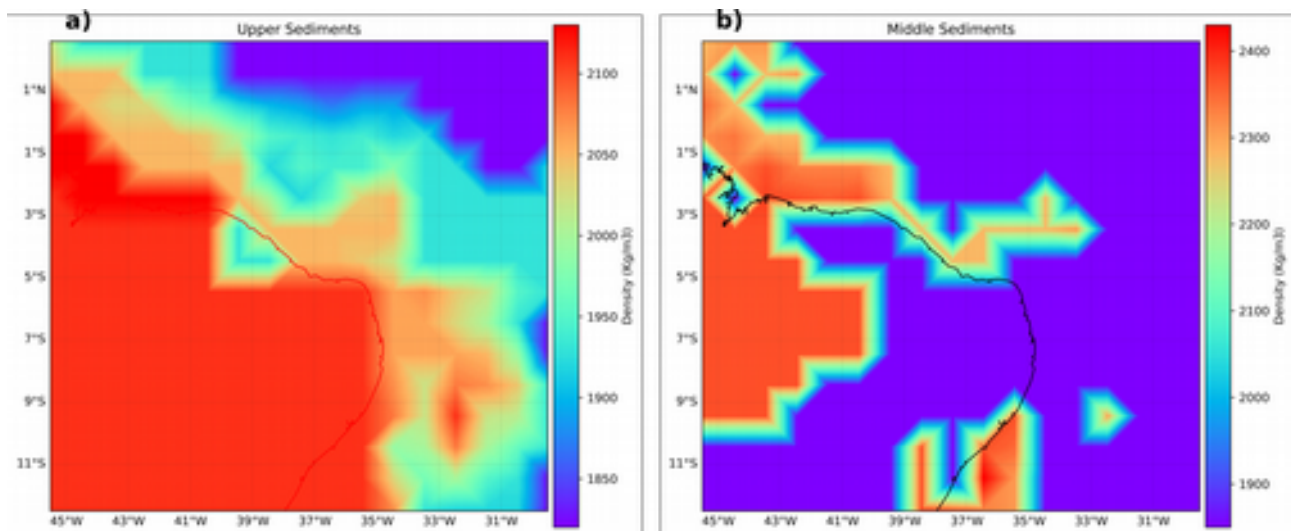 a)
Upper Sediments
1°N
1°S
3°S
5°S
7°S
9°S
11°S
45°W
43°W
41°W
39°W
37°W
35°W
33°W
31°W
2100
2050
2000
1950
1900
1850
Density (Kg/m3)
b)
Middle Sediments
1°N
1°S
3°S
5°S
7°S
9°S
11°S
45°W
43°W
41°W
39°W
37°W
35°W
33°W
31°W
2400
2300
2200
2100
2000
1900
Density (Kg/m3)